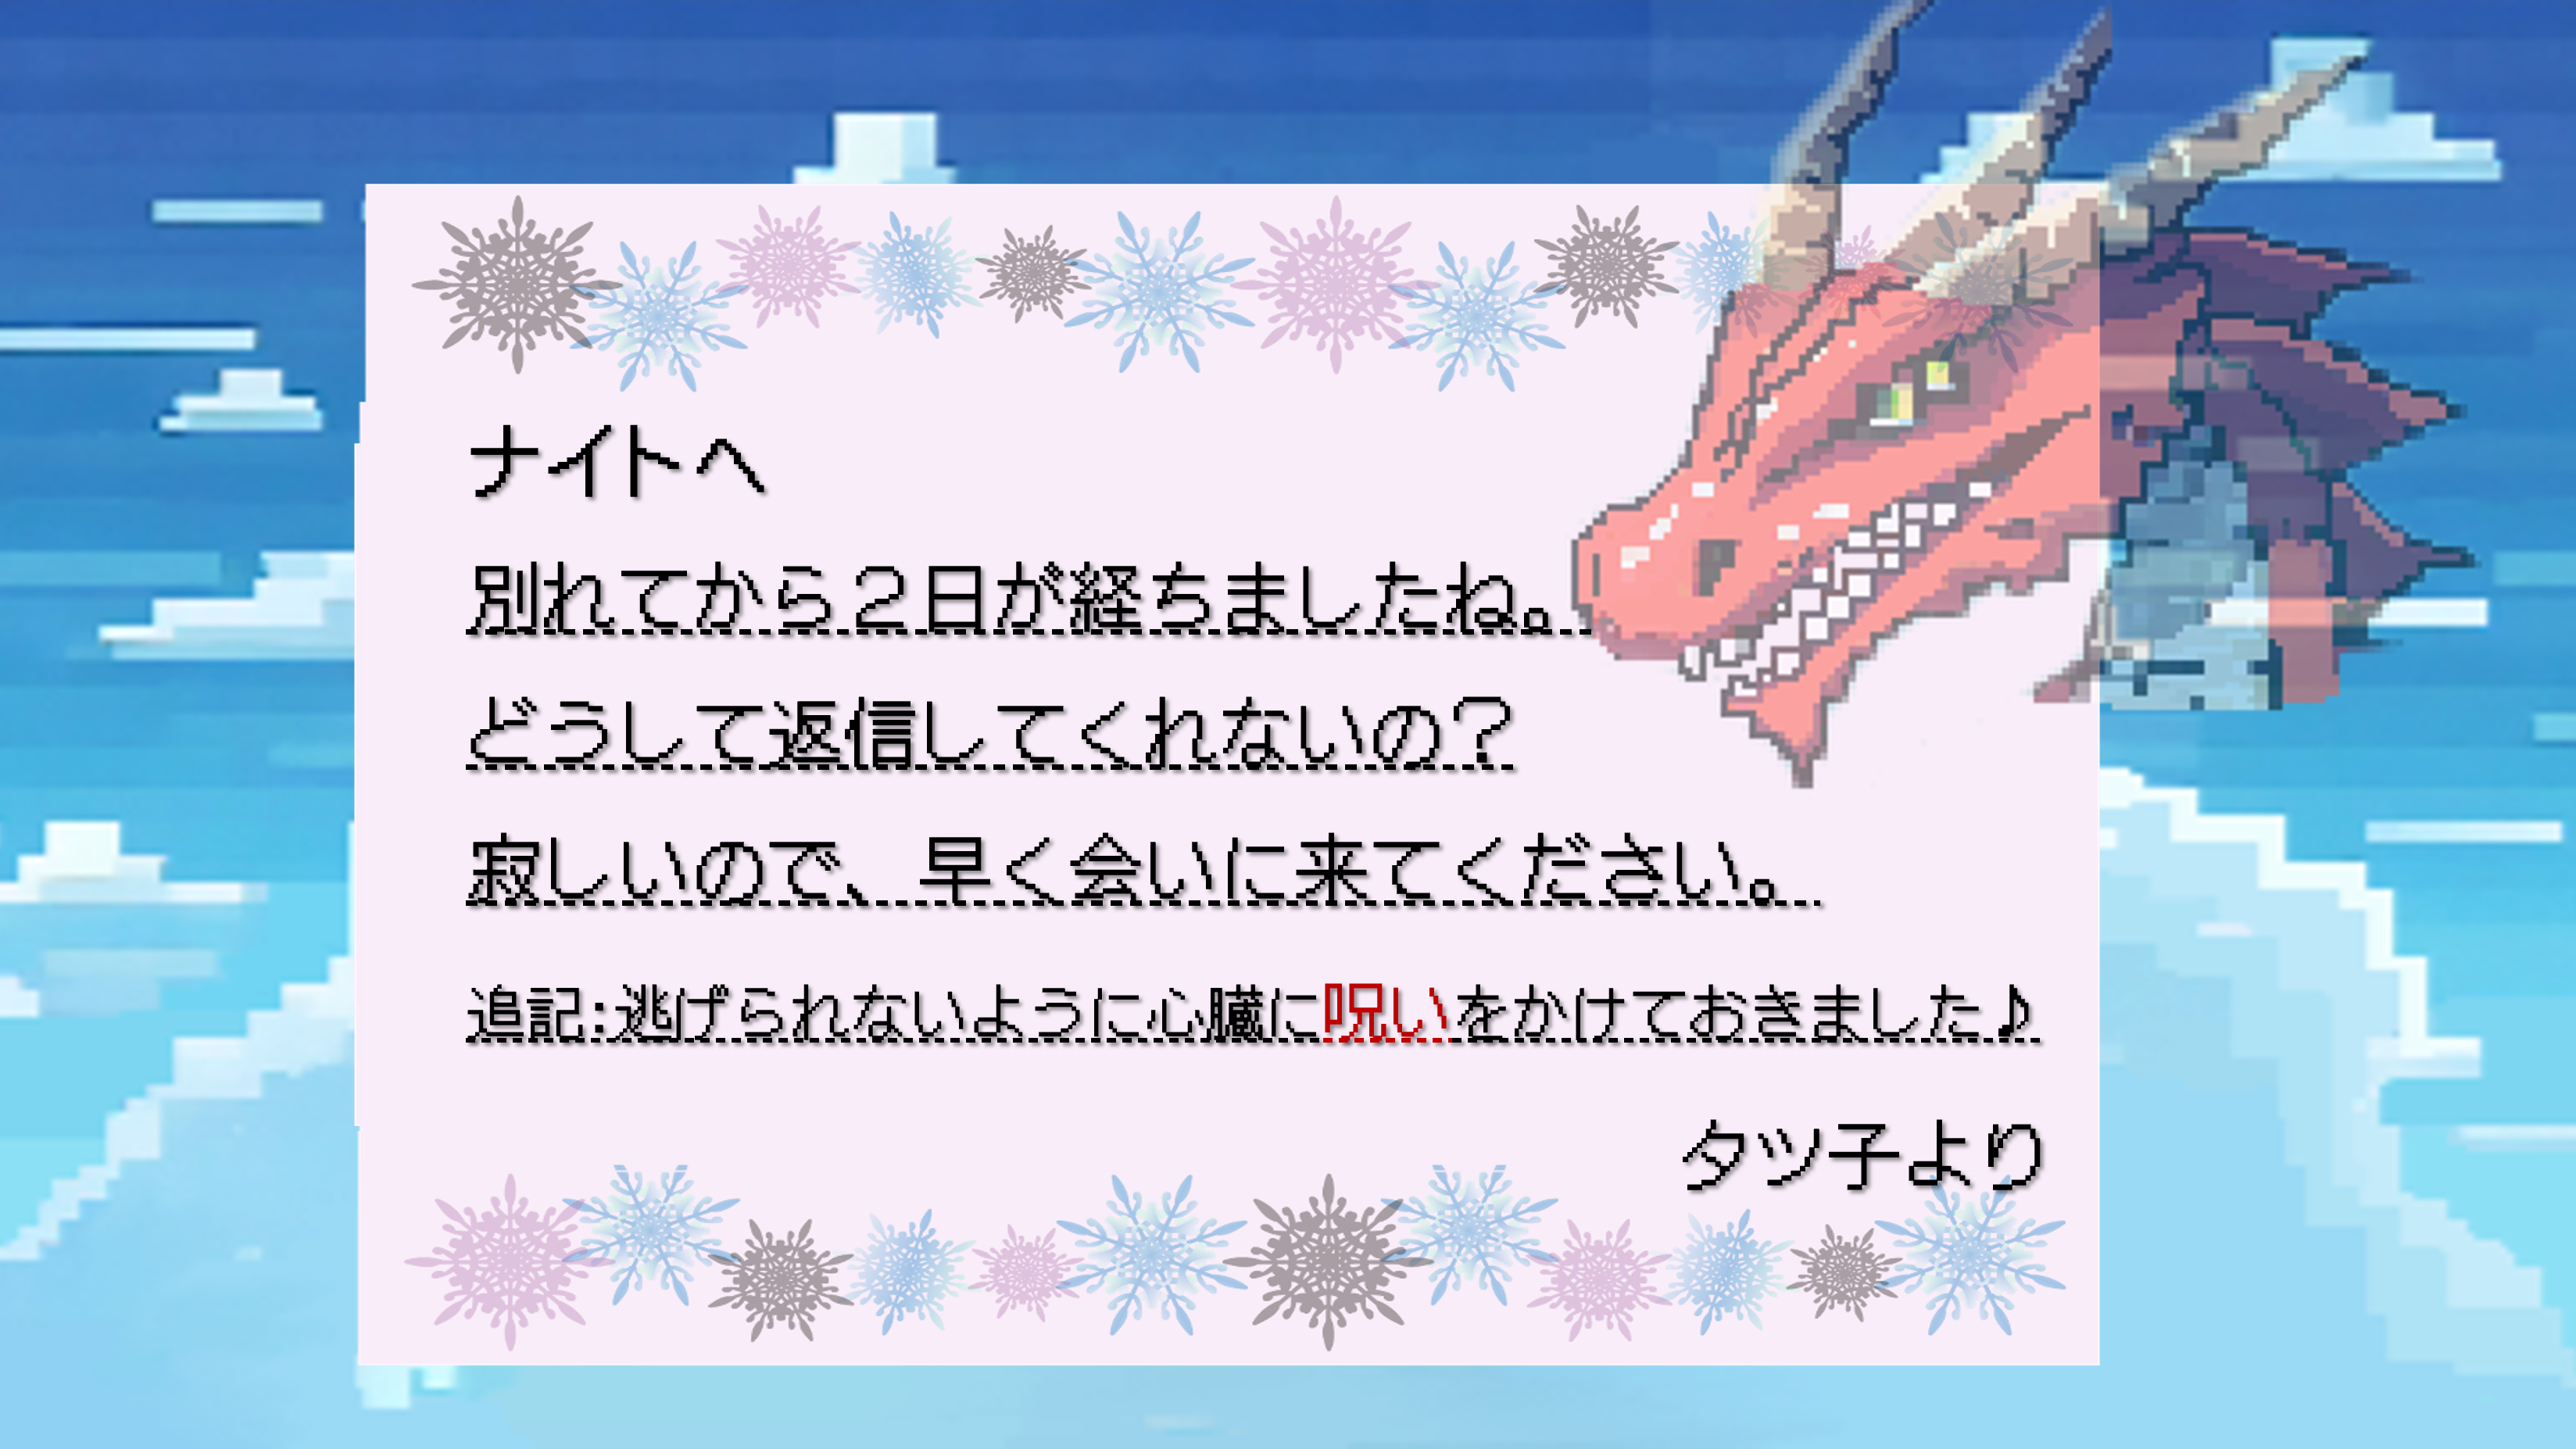 ナイトへ
別れてから２日が経ちましたね。
どうして返信してくれないの？
寂しいので、早く会いに来てください。
追記:逃げられないように心臓に呪いをかけておきました♪
タツ子より